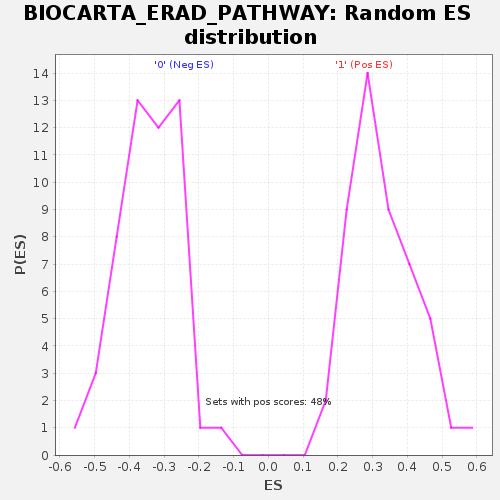 BIOCARTA_ERAD_PATHWAY: Random ES
distribution
'0' (Neg ES) '1' (Pos ES)
14
13
12
11
10
9
8
7
6
5
4
3
2
1
0
P(ES)
Sets with pos scores: 48%
-0.6 -0.5 -0.4 -0.3 -0.2 -0.1 0.0 0.1 0.2 0.3 0.4 0.5 0.6
ES